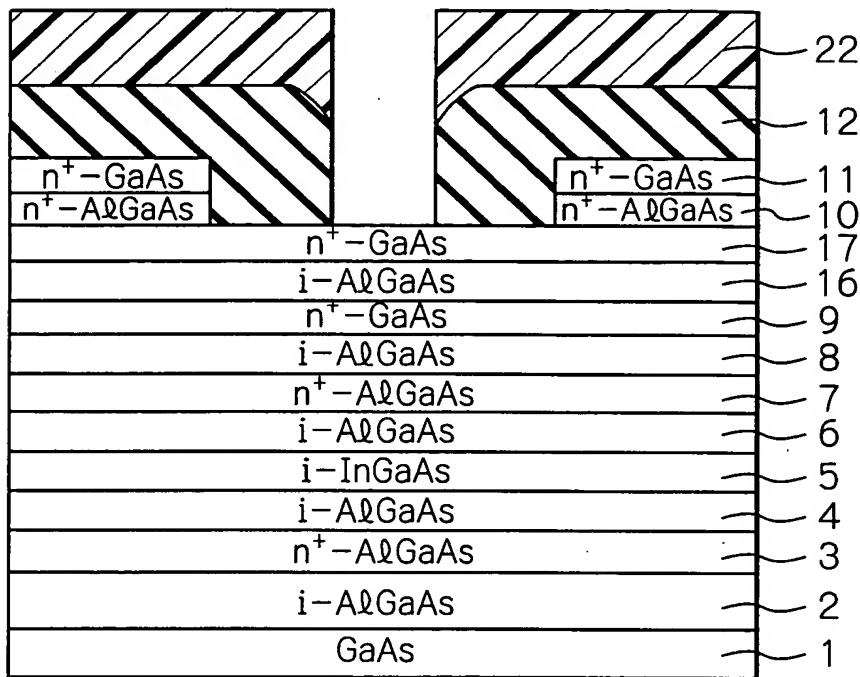 22
12
n⁺-GaAs n⁺-GaAs 11
n⁺-AlGaAs n⁺-AlGaAs 10
n⁺-GaAs 17
i-AlGaAs 16
n⁺-GaAs 9
i-AlGaAs 8
n⁺-AlGaAs 7
i-AlGaAs 6
i-InGaAs 5
i-AlGaAs 4
n⁺-AlGaAs 3
i-AlGaAs 2
GaAs 1